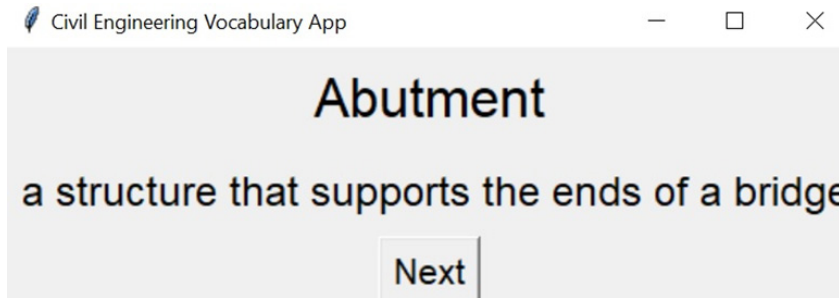 Civil Engineering Vocabulary App
Abutment
a structure that supports the ends of a bridge
Next